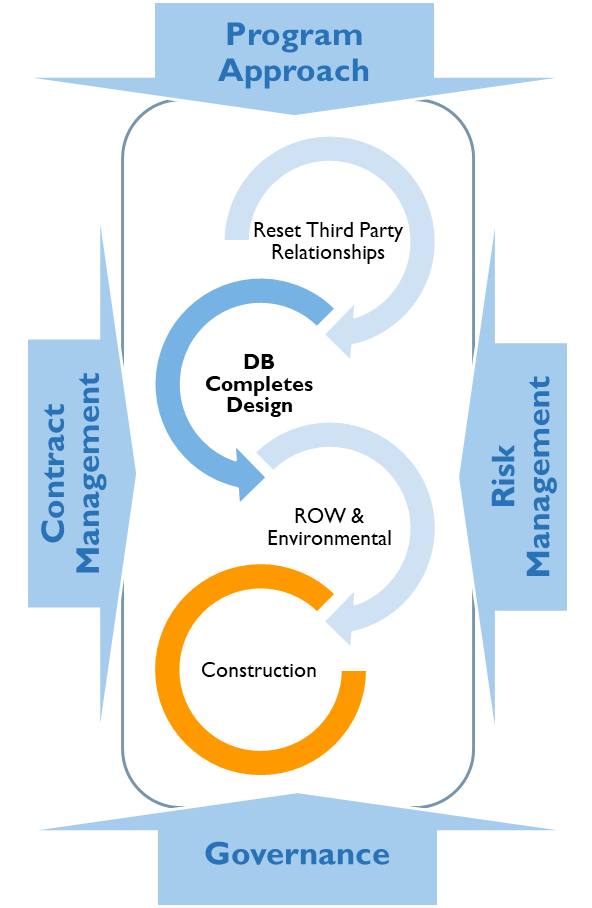 Program
Approach
Reset Third Party
Relationships
DB
Completes
Design
Contract
Management
Risk
Management
ROW &
Environmental
Construction
Governance